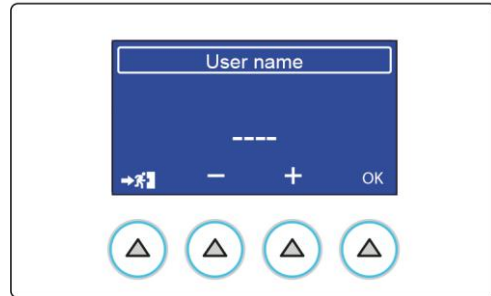 User name
----
− + OK